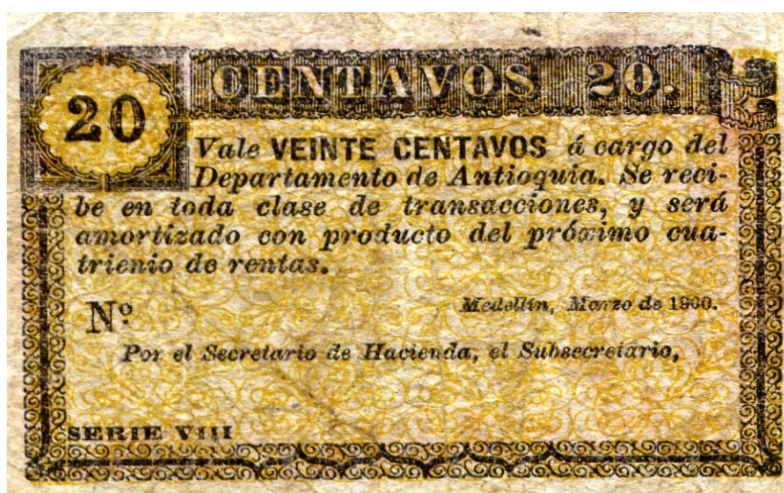 CENTAVOS 20.
20
Vale VEINTE CENTAVOS á cargo del
Departamento de Antioquia. Se reci-
be en toda clase de transacciones, y será
amortizado con producto del próximo cua-
trienio de rentas.
Nº
Medellín, Marzo de 1900.
Por el Secretario de Hacienda, el Subsecretario,
SERIE VIII